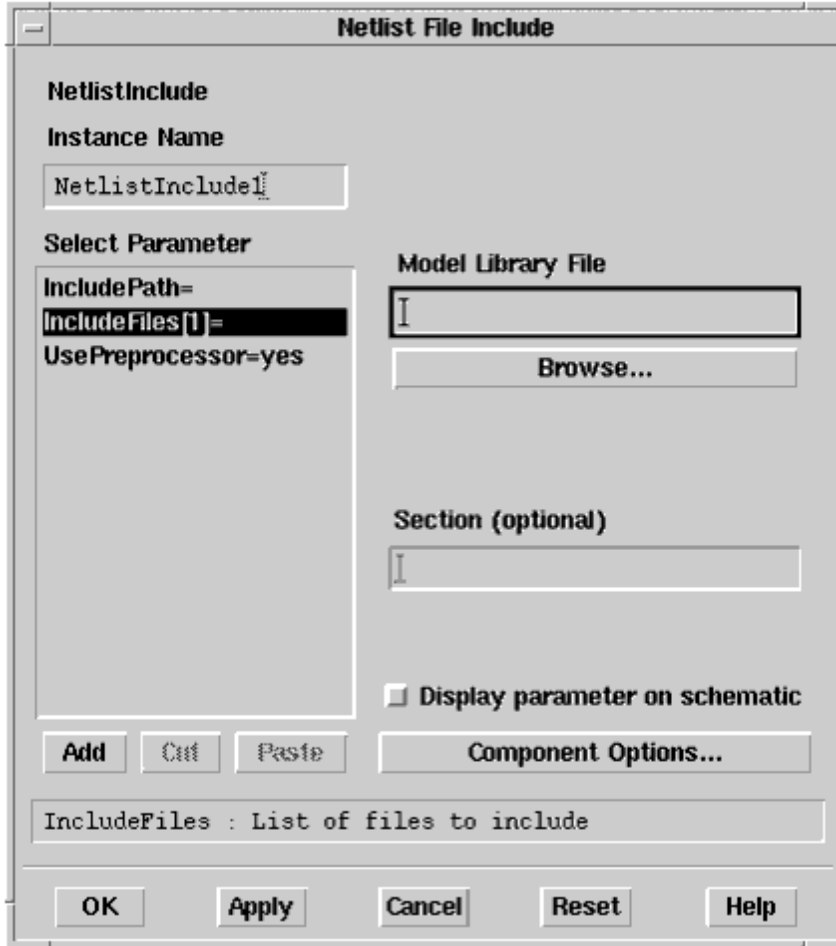 Netlist File Include
NetlistInclude
Instance Name
NetlistInclude1
Select Parameter
IncludePath=
IncludeFiles[1]=
UsePreprocessor=yes
Model Library File
Browse...
Section (optional)
Display parameter on schematic
Add Cut Paste
Component Options...
IncludeFiles : List of files to include
OK Apply Cancel Reset Help